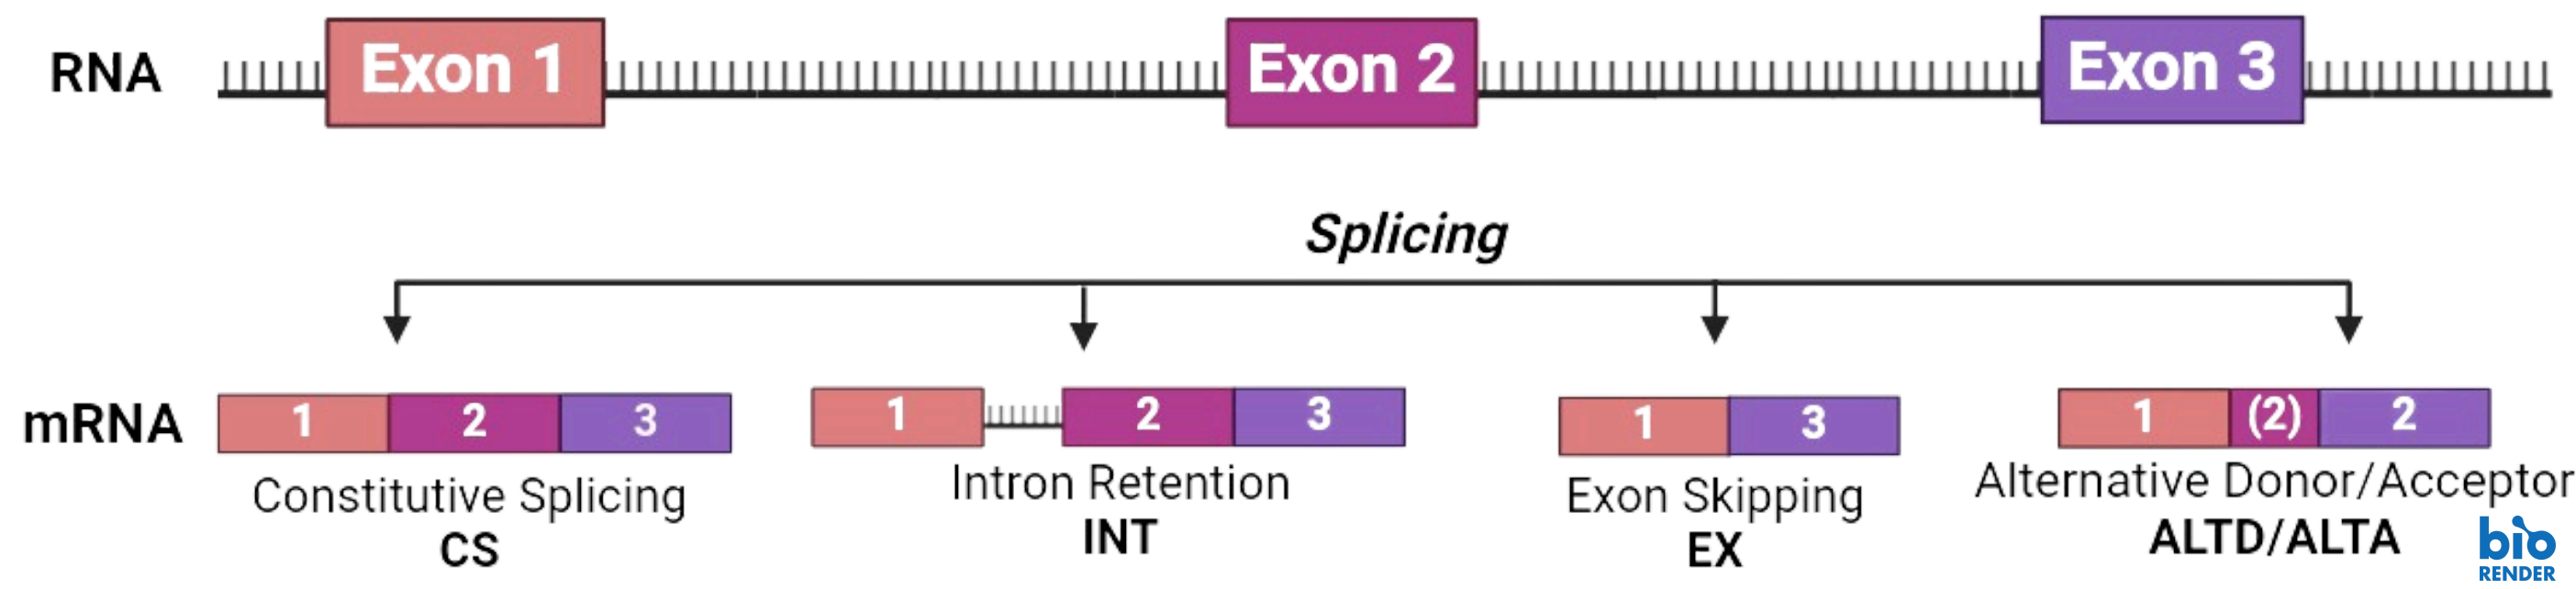 RNA
Exon 1
Exon 2
Exon 3
Splicing
mRNA
1 2 3
1 2 3
1 3
1 (2) 2
Constitutive Splicing
CS
Intron Retention
INT
Exon Skipping
EX
Alternative Donor/Acceptor
ALTD/ALTA
bio
RENDER